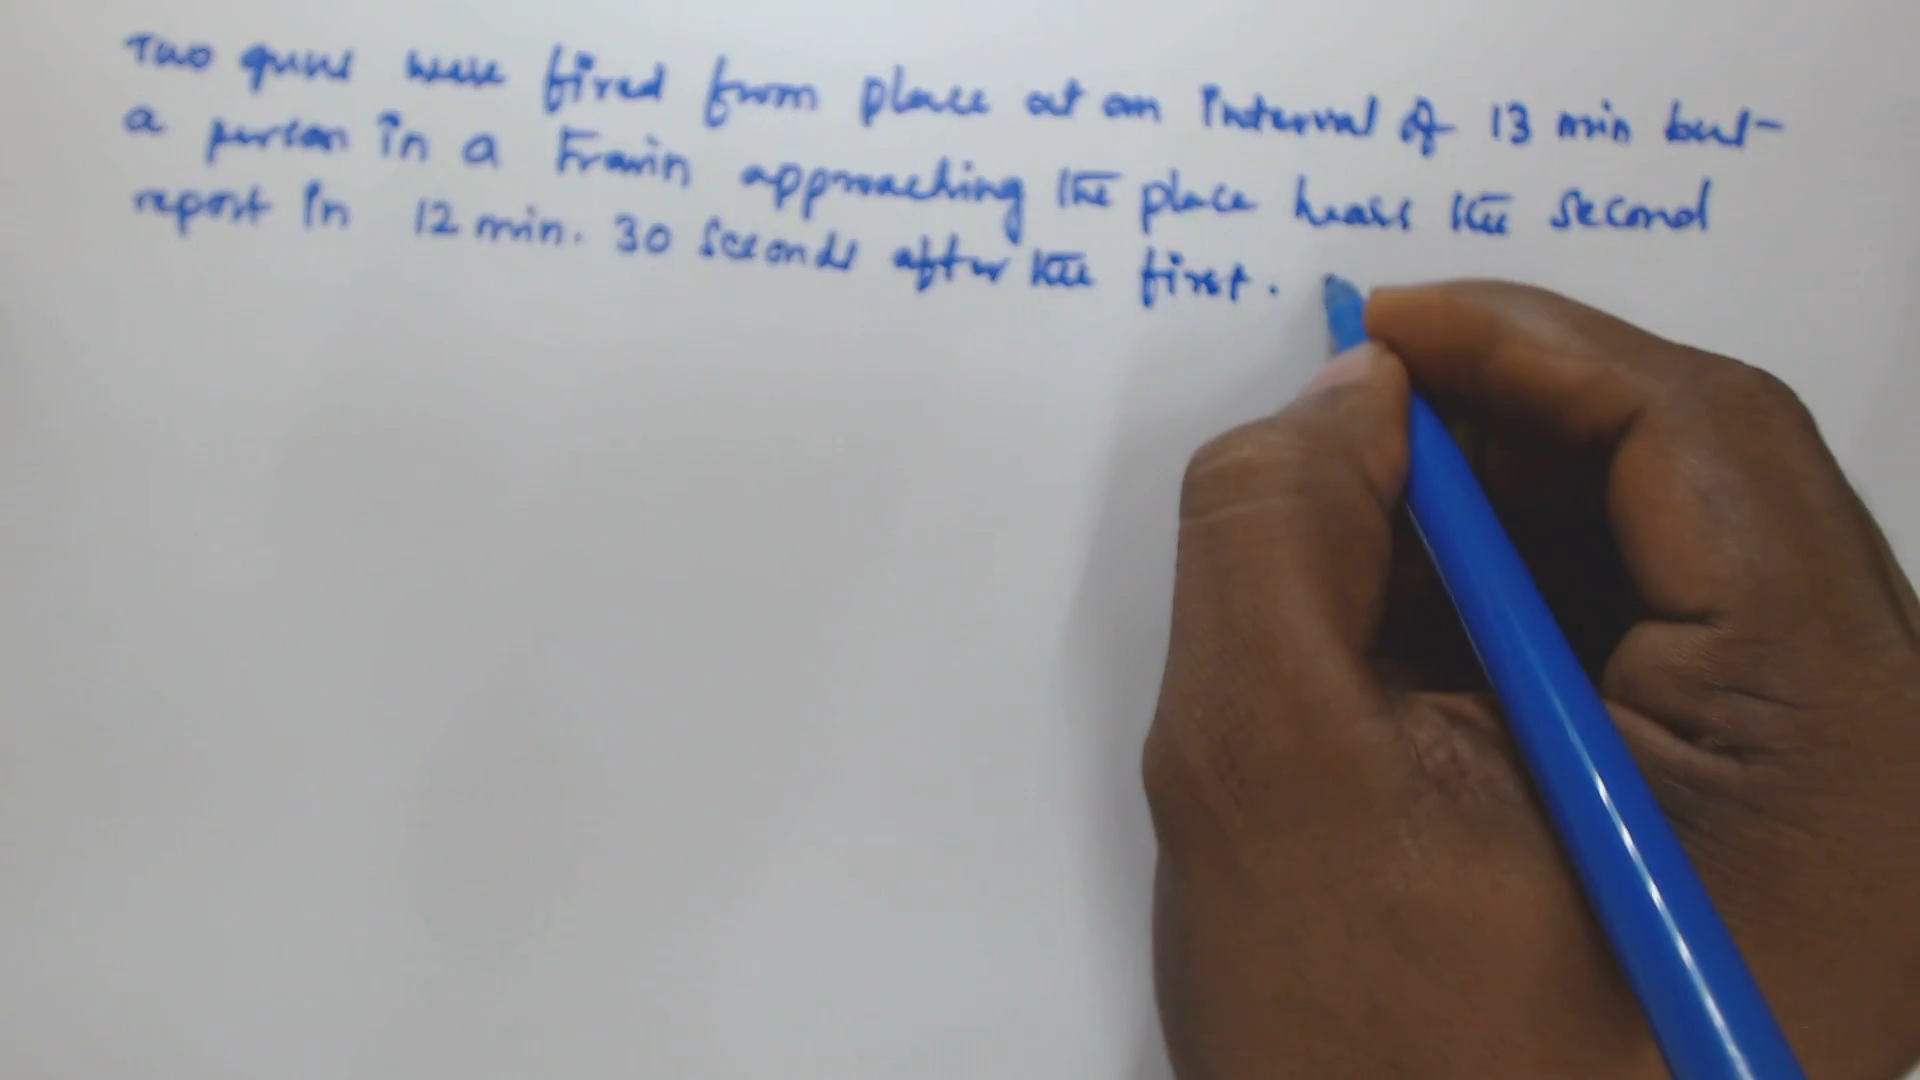 Two guns were fired from place at an interval of 13 min but
a person in a train approaching the place hears the second
report in 12 min. 30 seconds after the first.